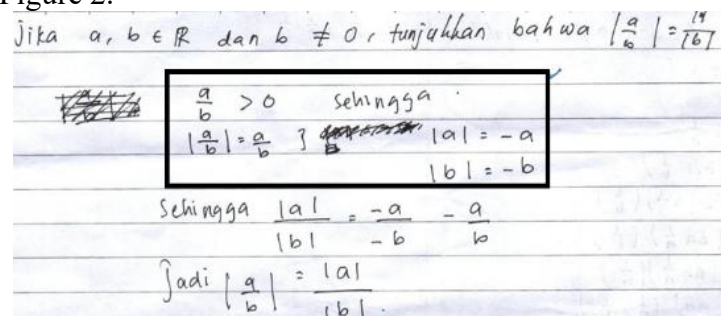 Figure 2.
Jika a, b ∈ ℝ dan b ≠ 0, tunjukkan bahwa |a/b| = |a|/|b|
a/b > 0 sehingga
|a/b| = a/b ; |a| = -a
|b| = -b
Sehingga |a|/|b| = -a/-b - a/b
Jadi |a/b| = |a|/|b|.